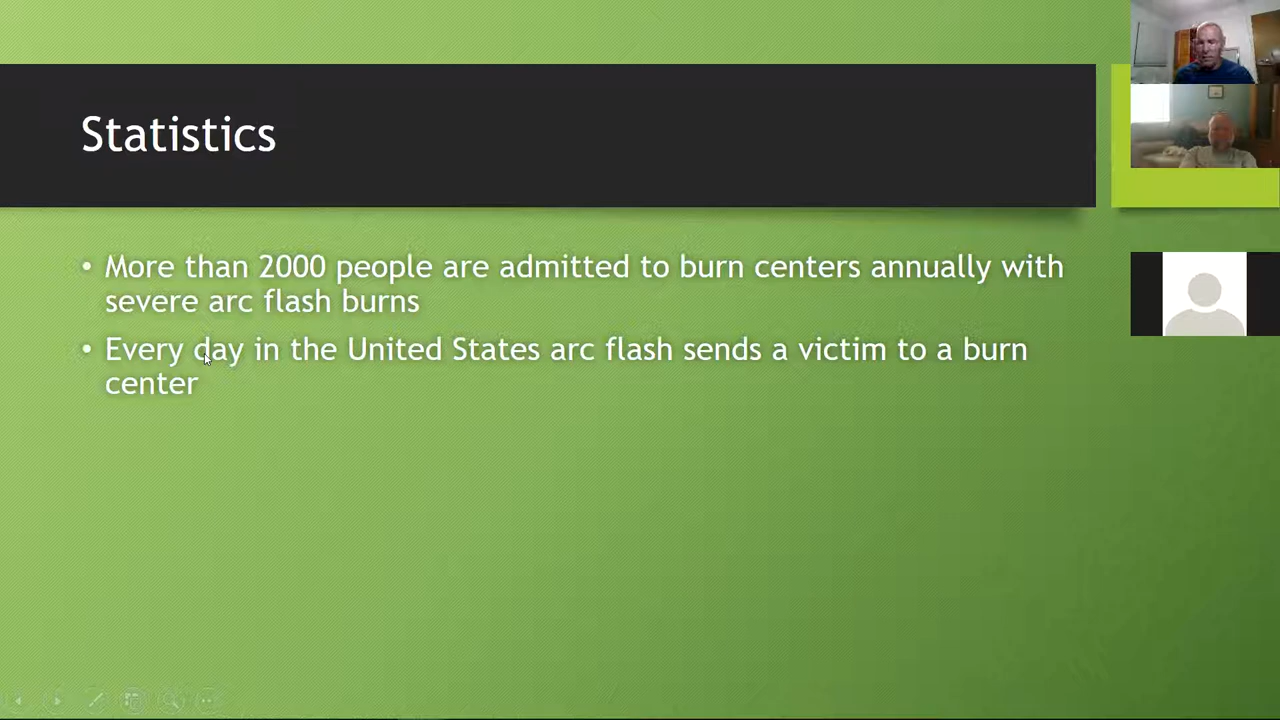 Statistics
• More than 2000 people are admitted to burn centers annually with
severe arc flash burns
• Every day in the United States arc flash sends a victim to a burn
center